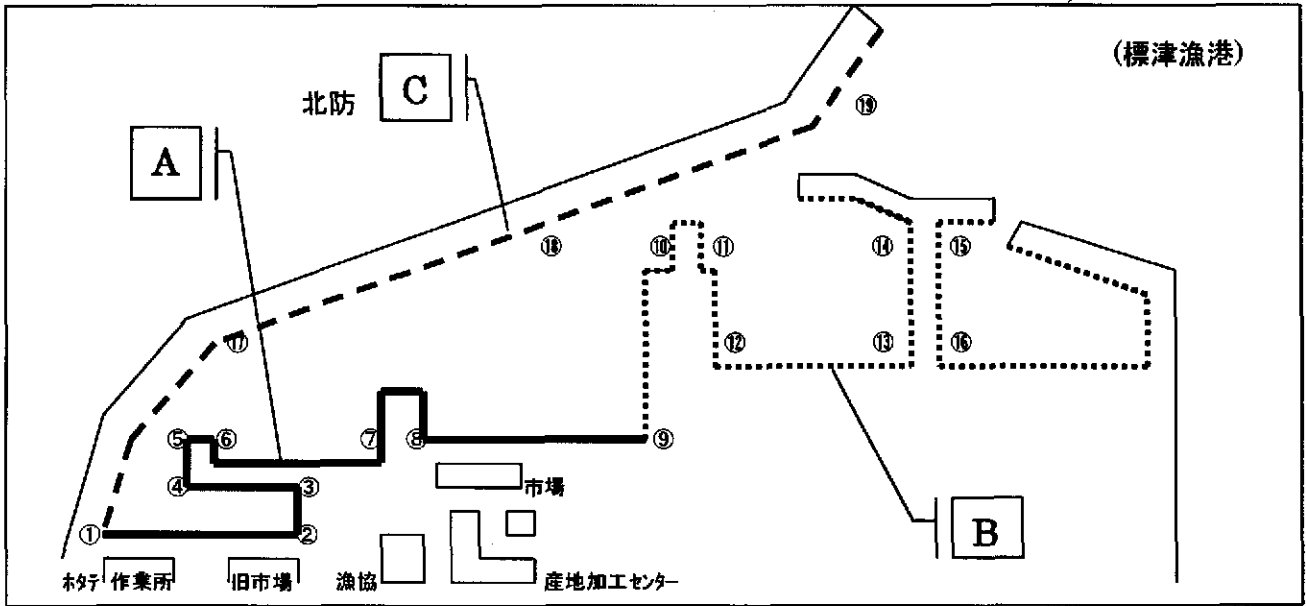 (標津漁港)
北防
C
A
⑲
⑱
⑩
⑪
⑭
⑮
⑰
⑫
⑬
⑯
⑤
⑥
⑦
⑧
⑨
④
③
市場
①
②
B
ホタテ作業所
旧市場
漁協
産地加工センター